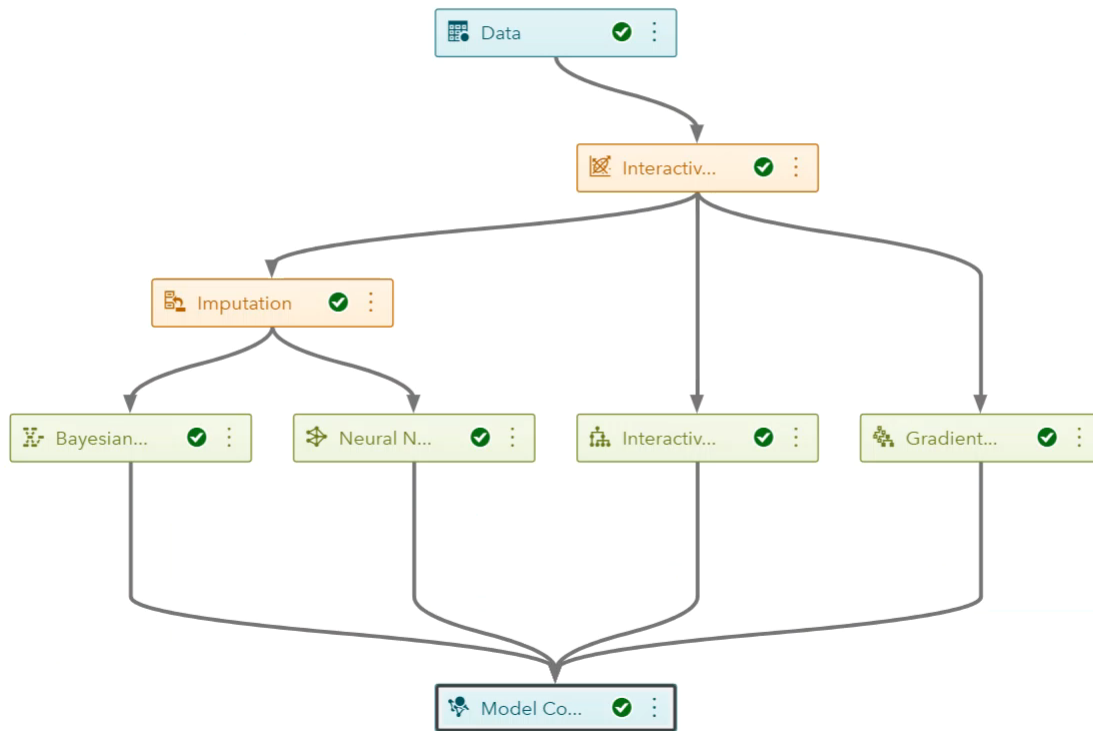 Data
Interactiv...
Imputation
Bayesian...
Neural N...
Interactiv...
Gradient...
Model Co...